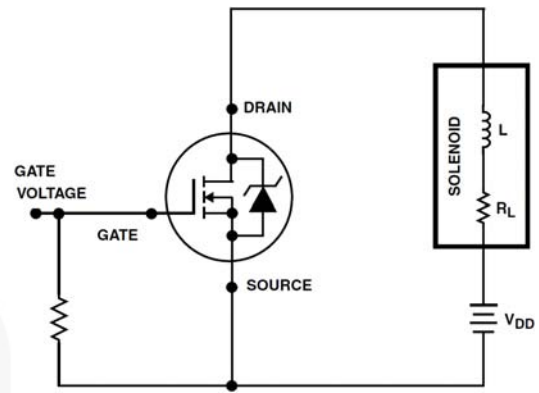 DRAIN
GATE
VOLTAGE
GATE
SOURCE
SOLENOID
L
RL
VDD